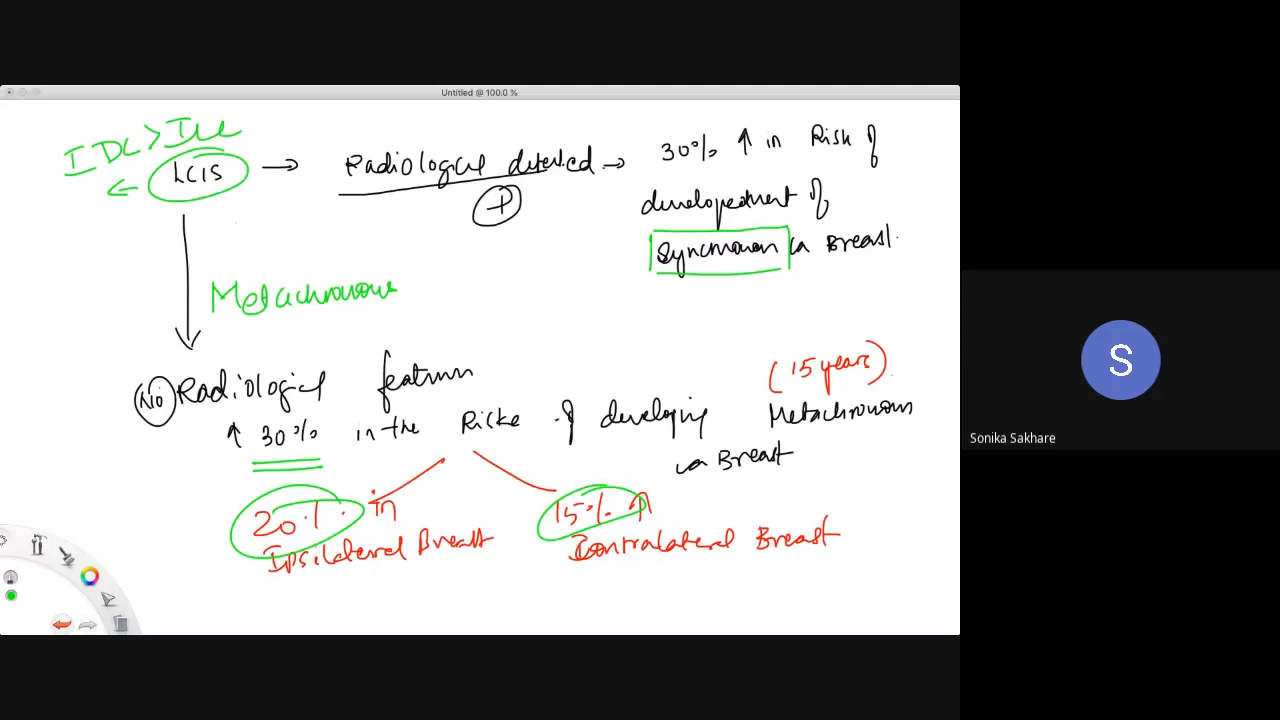 Untitled @ 100.0 %
IDC > ILC
LCIS → Radiological detected → 30% ↑ in Risk of
←
+
development of
Synchronous ca Breast.
Metachronous
No Radiological features
(15 years)
↑ 30% in the Riske of developing Metachronous
ca Breast
20% in 15% ↑
Ipsilateral Breast Contralateral Breast
S
Sonika Sakhare